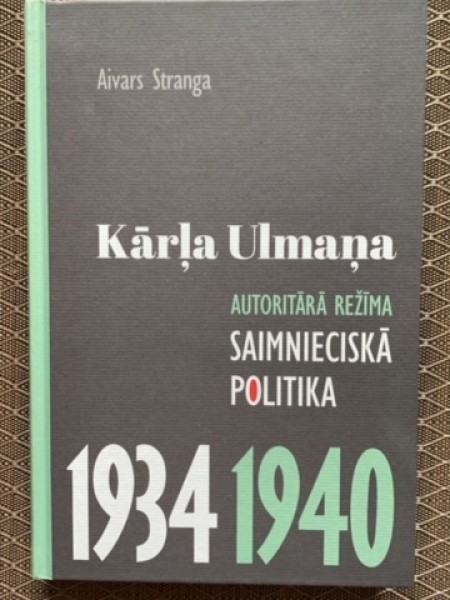 Aivars Stranga
Kārļa Ulmaņa
AUTORITĀRĀ REŽĪMA
SAIMNIECISKĀ
POLITIKA
1934 1940